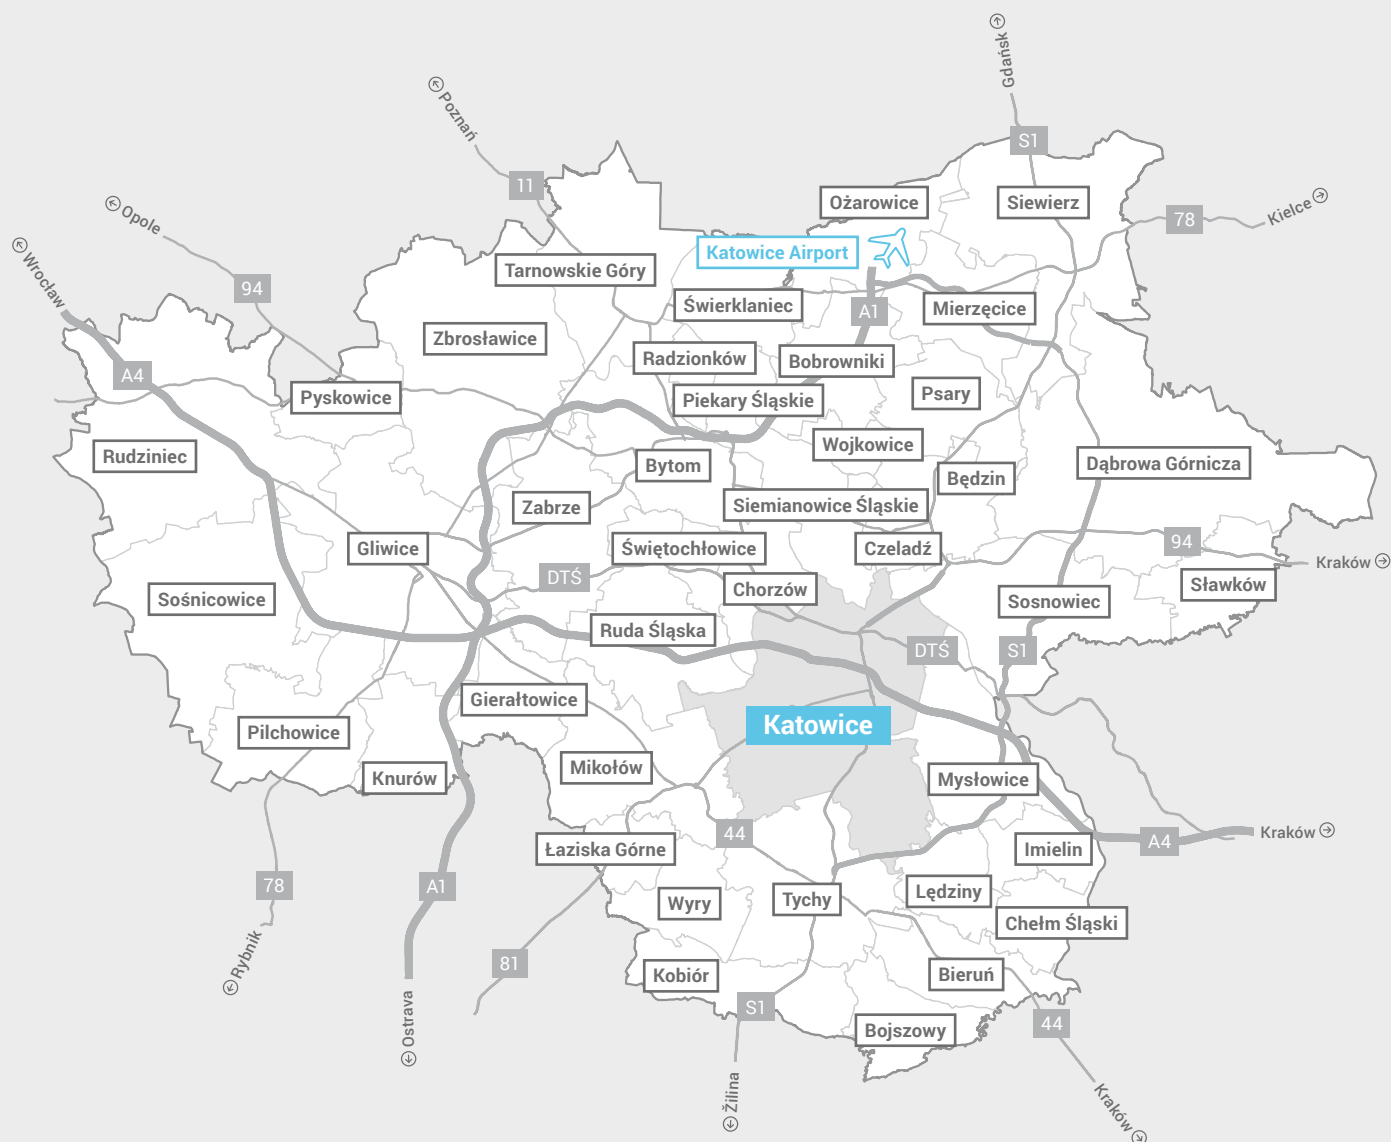 Gdańsk
Poznań
S1
11
Ożarowice
Siewierz
Kielce
Opole
78
Wrocław
Katowice Airport
Tarnowskie Góry
94
Świerklaniec
A1
Mierzęcice
Zbrosławice
Radzionków
Bobrowniki
A4
Pyskowice
Piekary Śląskie
Psary
Rudziniec
Wojkowice
Bytom
Będzin
Dąbrowa Górnicza
Zabrze
Siemianowice Śląskie
Gliwice
Świętochłowice
Czeladź
94
Kraków
DTŚ
Chorzów
Sławków
Sośnicowice
Sosnowiec
Ruda Śląska
DTŚ
S1
Gierałtowice
Pilchowice
Katowice
Mikołów
Knurów
Mysłowice
44
Kraków
Łaziska Górne
Imielin
A4
78
A1
Wyry
Tychy
Lędziny
Chełm Śląski
Rybnik
81
Kobiór
Bieruń
S1
Ostrava
Bojszowy
44
Žilina
Kraków